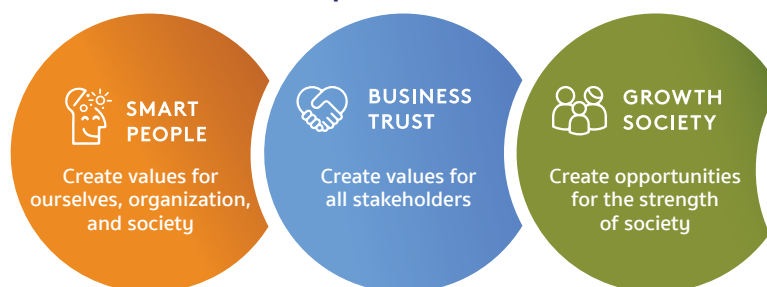 SMART
PEOPLE
Create values for
ourselves, organization,
and society
BUSINESS
TRUST
Create values for
all stakeholders
GROWTH
SOCIETY
Create opportunities
for the strength
of society